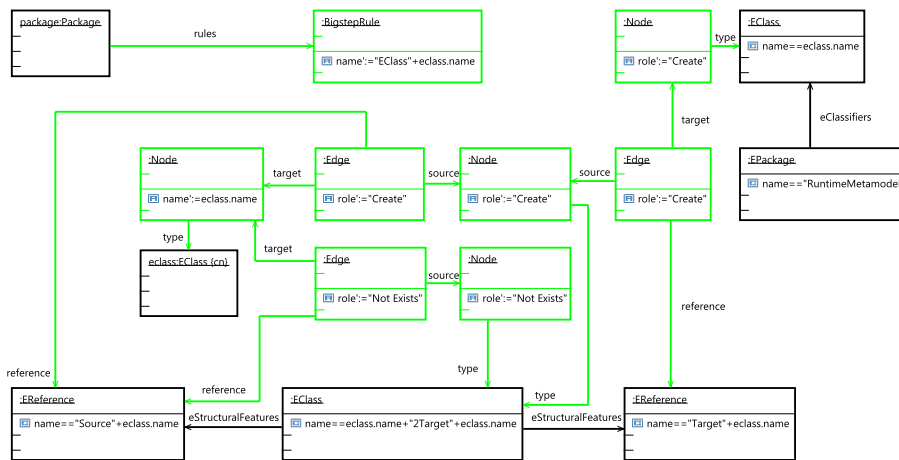 package:Package
rules
:BigstepRule
name':="EClass"+eclass.name
:Node
role':="Create"
type
:EClass
name==eclass.name
target
eClassifiers
:Node
name':=eclass.name
target
:Edge
role':="Create"
source
:Node
role':="Create"
source
:Edge
role':="Create"
:EPackage
name=="RuntimeMetamodel
type
eclass:EClass {cn}
target
:Edge
role':="Not Exists"
source
:Node
role':="Not Exists"
reference
reference
reference
type
type
:EReference
name=="Source"+eclass.name
eStructuralFeatures
:EClass
name==eclass.name+"2Target"+eclass.name
eStructuralFeatures
:EReference
name=="Target"+eclass.name